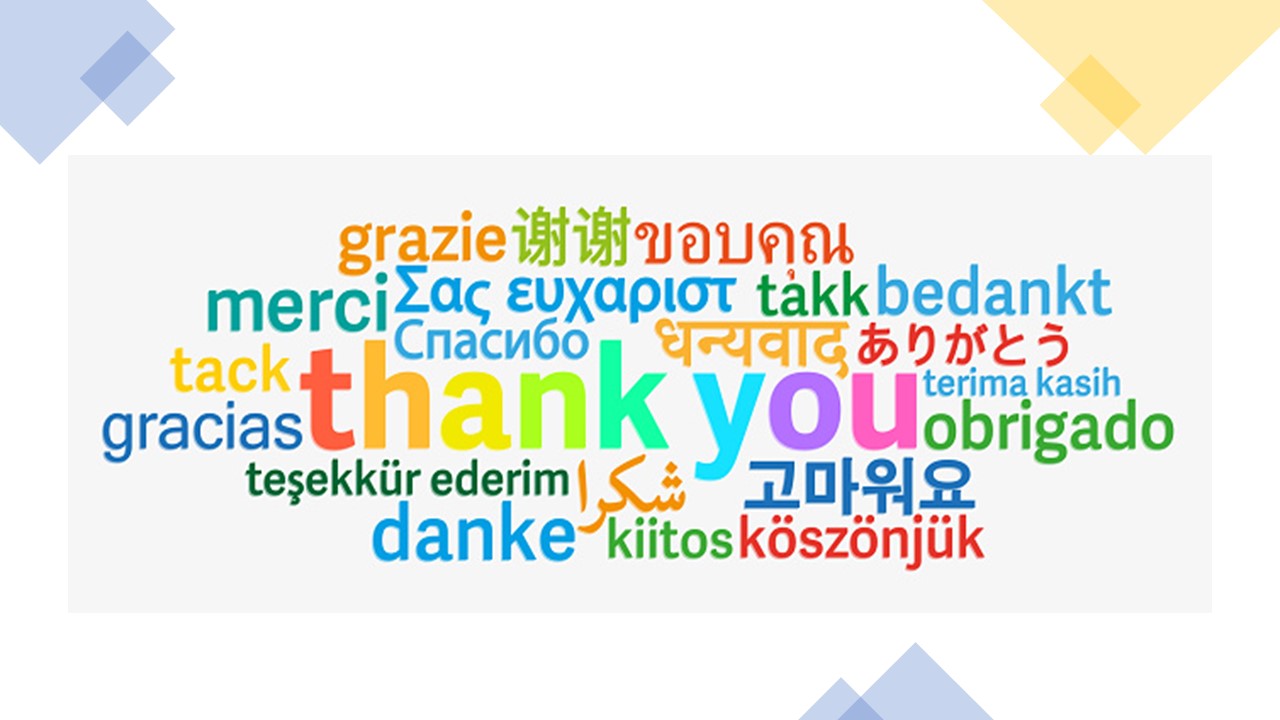 grazie 谢谢 ขอบคุณ
merci Σας ευχαριστ takk bedankt
Спасибо धन्यवाद ありがとう
tack thank you terima kasih
gracias obrigado
teşekkür ederim شكرا 고마워요
danke kiitos köszönjük